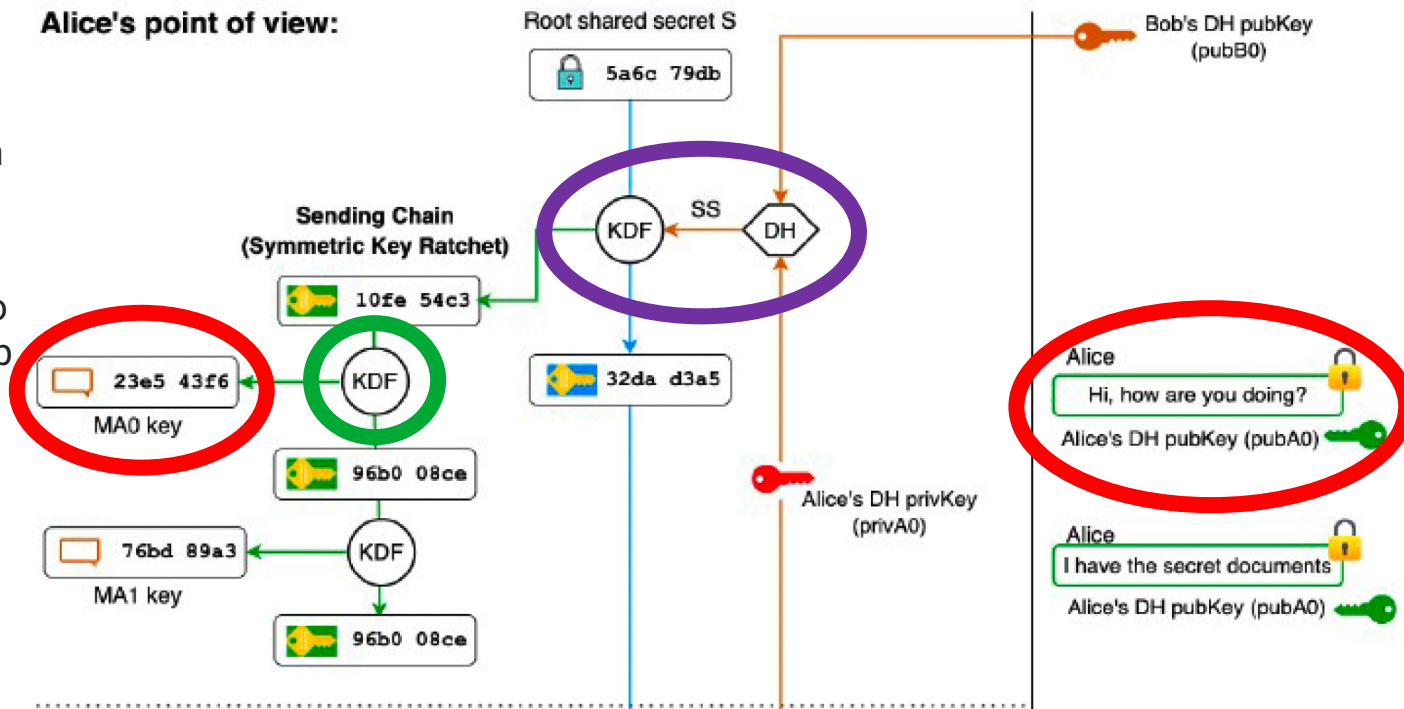 Alice's point of view:
Root shared secret S
5a6c 79db
Bob's DH pubKey
(pubB0)
SS
KDF
DH
Sending Chain
(Symmetric Key Ratchet)
10fe 54c3
KDF
23e5 43f6
MA0 key
32da d3a5
96b0 08ce
Alice's DH privKey
(privA0)
KDF
76bd 89a3
MA1 key
96b0 08ce
Alice
Hi, how are you doing?
Alice's DH pubKey (pubA0)
Alice
I have the secret documents
Alice's DH pubKey (pubA0)